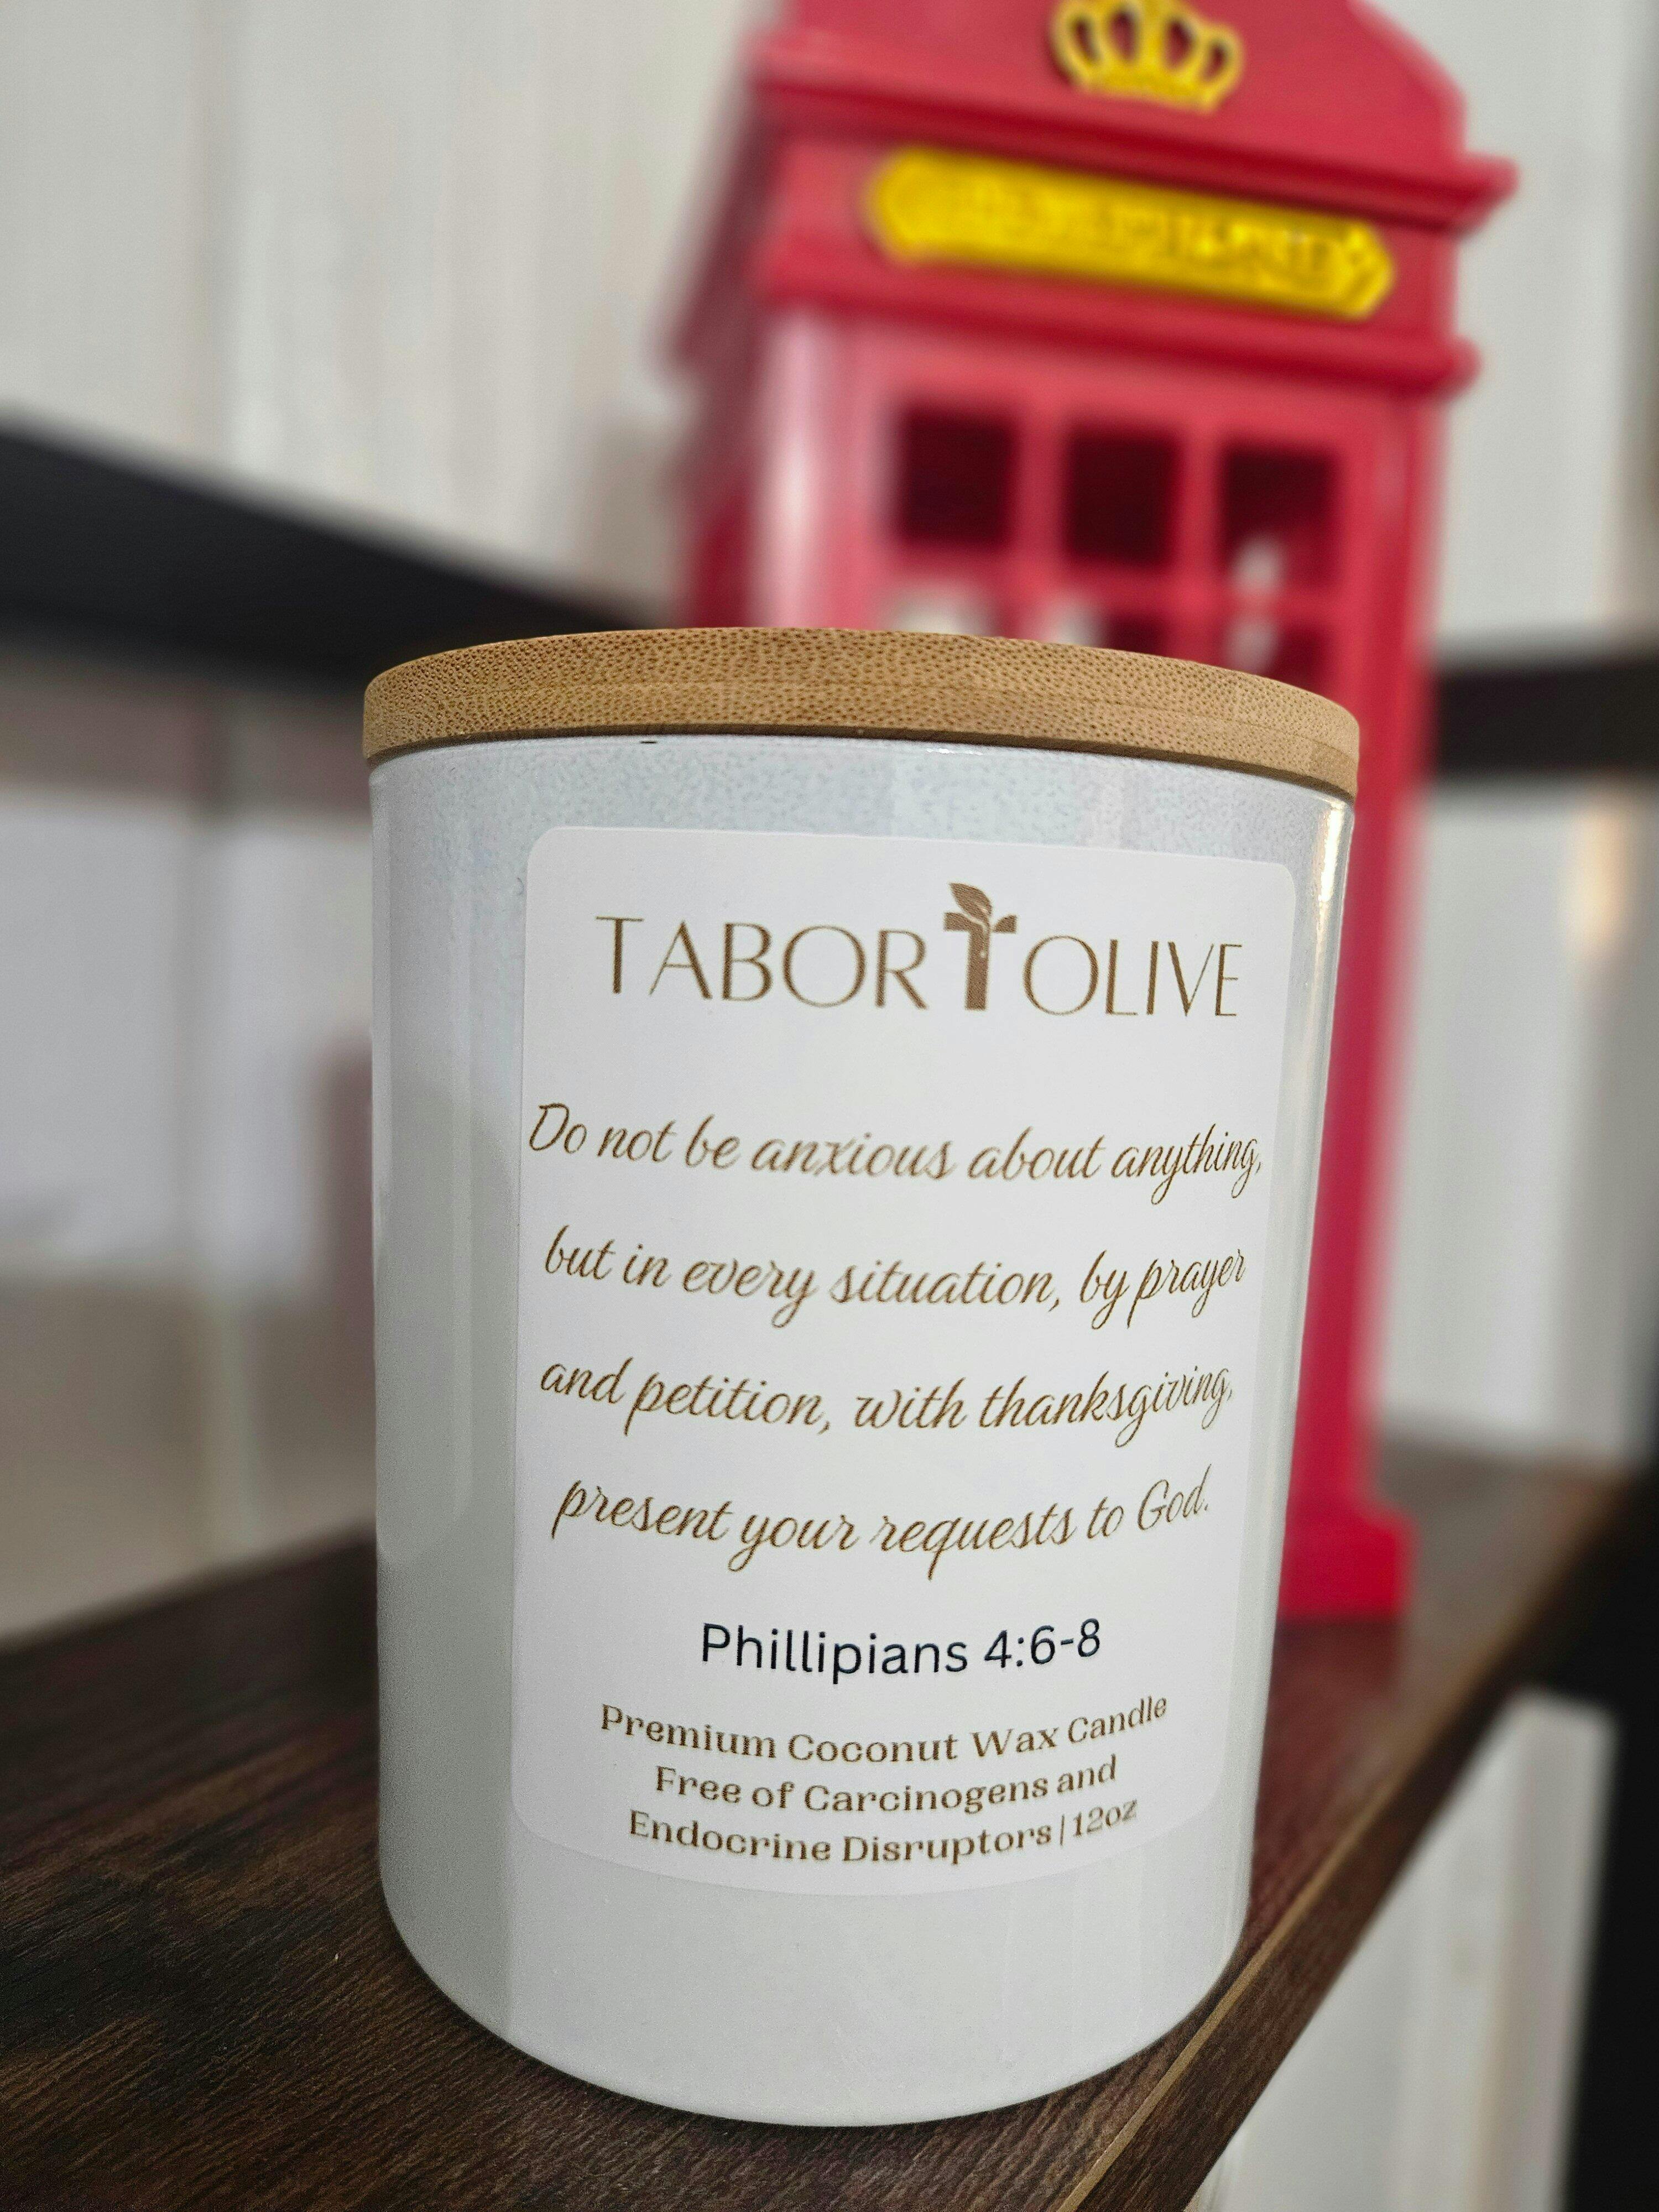 TABOR OLIVE
Do not be anxious about anything,
but in every situation, by prayer
and petition, with thanksgiving,
present your requests to God.
Phillipians 4:6-8
Premium Coconut Wax Candle
Free of Carcinogens and
Endocrine Disruptors | 12oz